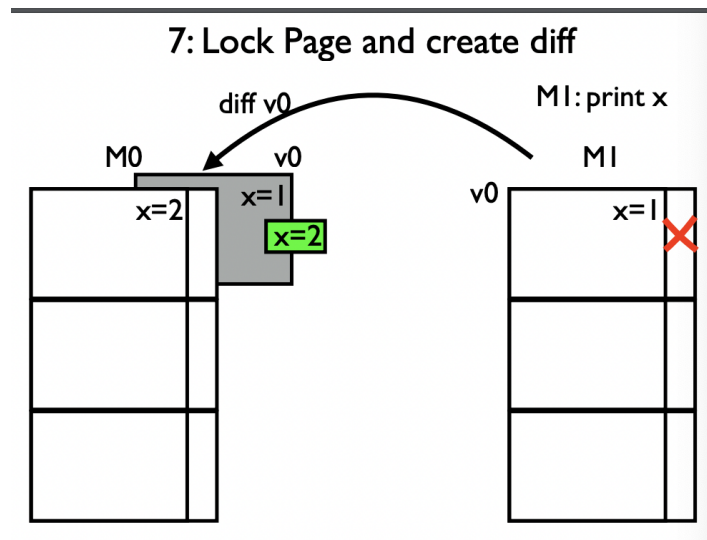 7: Lock Page and create diff
diff v0
M1: print x
M0
v0
M1
v0
x=1
x=2
x=1
x=2